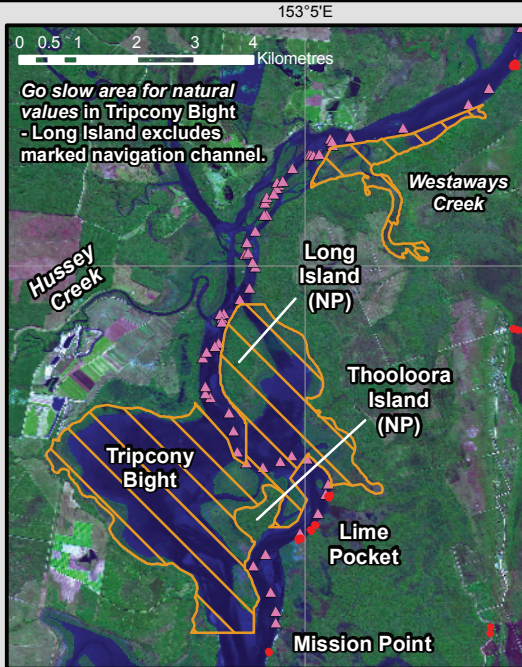 153°5'E
0 0.5 1 2 3 4
Kilometres
Go slow area for natural
values in Tripcony Bight
- Long Island excludes
marked navigation channel.
Westaways
Creek
Hussey
Creek
Long
Island
(NP)
Thooloora
Island
(NP)
Tripcony
Bight
Lime
Pocket
Mission Point